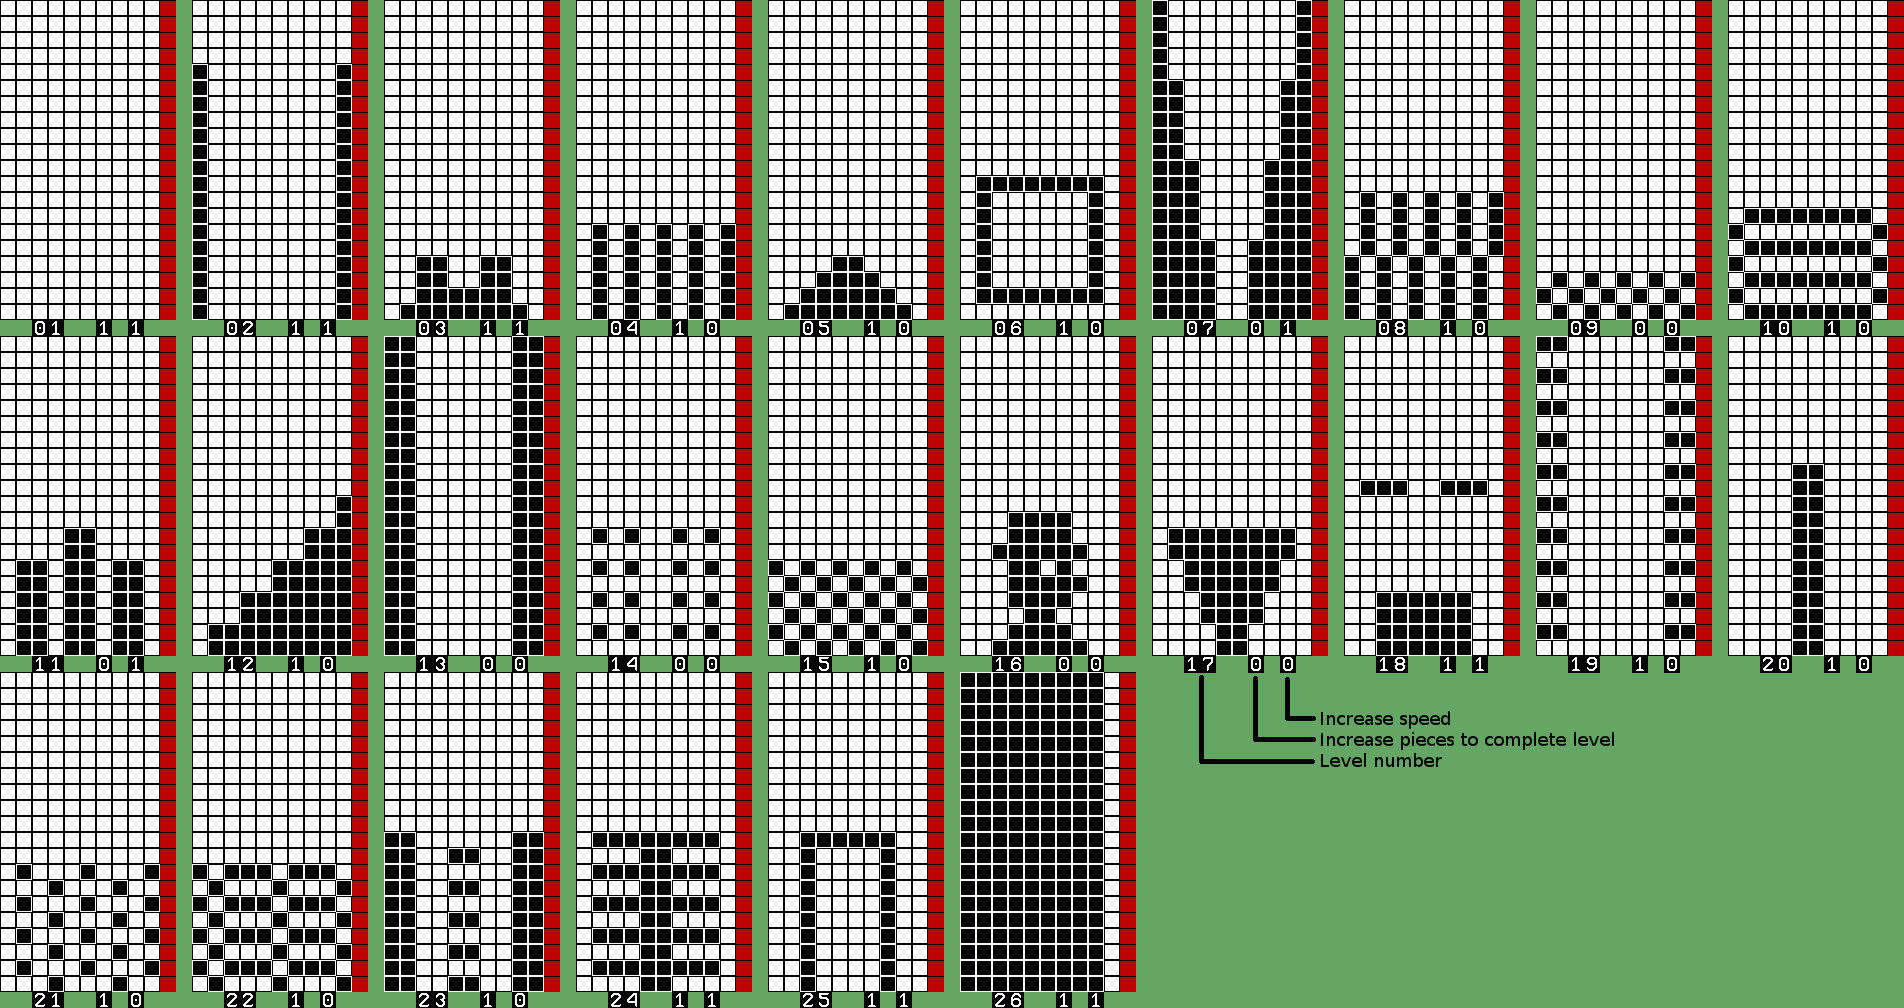 01 1 1 02 1 1 03 1 1 04 1 0 05 1 0 06 1 0 07 0 1 08 1 0 09 0 0 10 1 0
11 0 1 12 1 0 13 0 0 14 0 0 15 1 0 16 0 0 17 0 0 18 1 1 19 1 0 20 1 0
Increase speed
Increase pieces to complete level
Level number
21 1 0 22 1 0 23 1 0 24 1 1 25 1 1 26 1 1